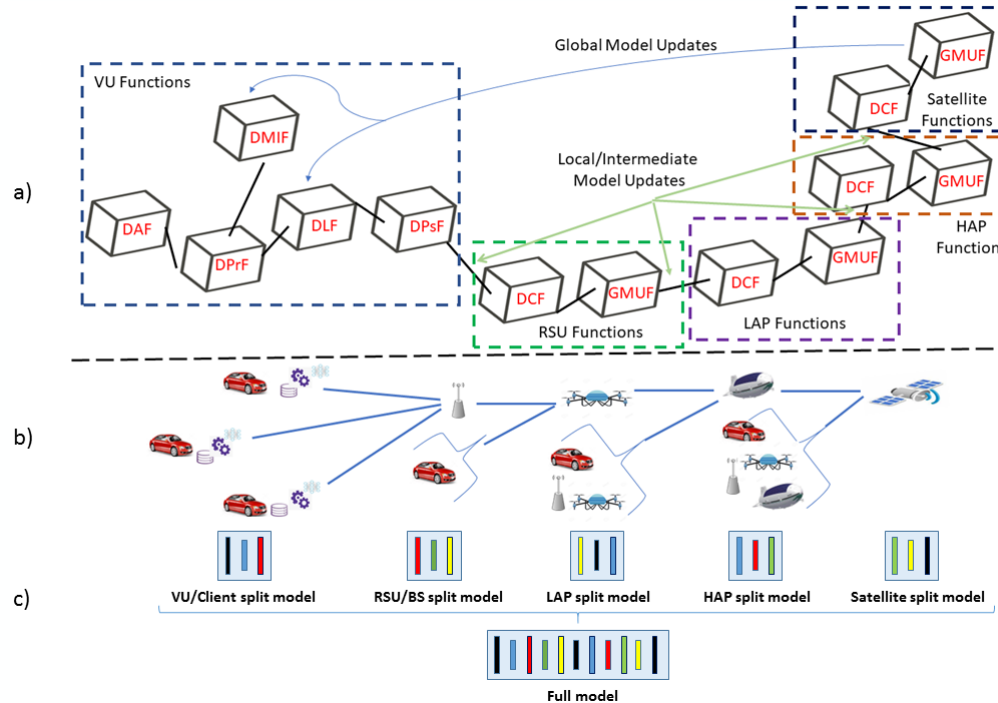 a)
Global Model Updates
GMUF
VU Functions
DCF
Satellite
Functions
DMIF
Local/Intermediate
Model Updates
DCF
GMUF
DAF
DLF
DPsF
HAP
Function
DPrF
GMUF
DCF
GMUF
DCF
RSU Functions
LAP Functions
b)
c)
VU/Client split model
RSU/BS split model
LAP split model
HAP split model
Satellite split model
Full model